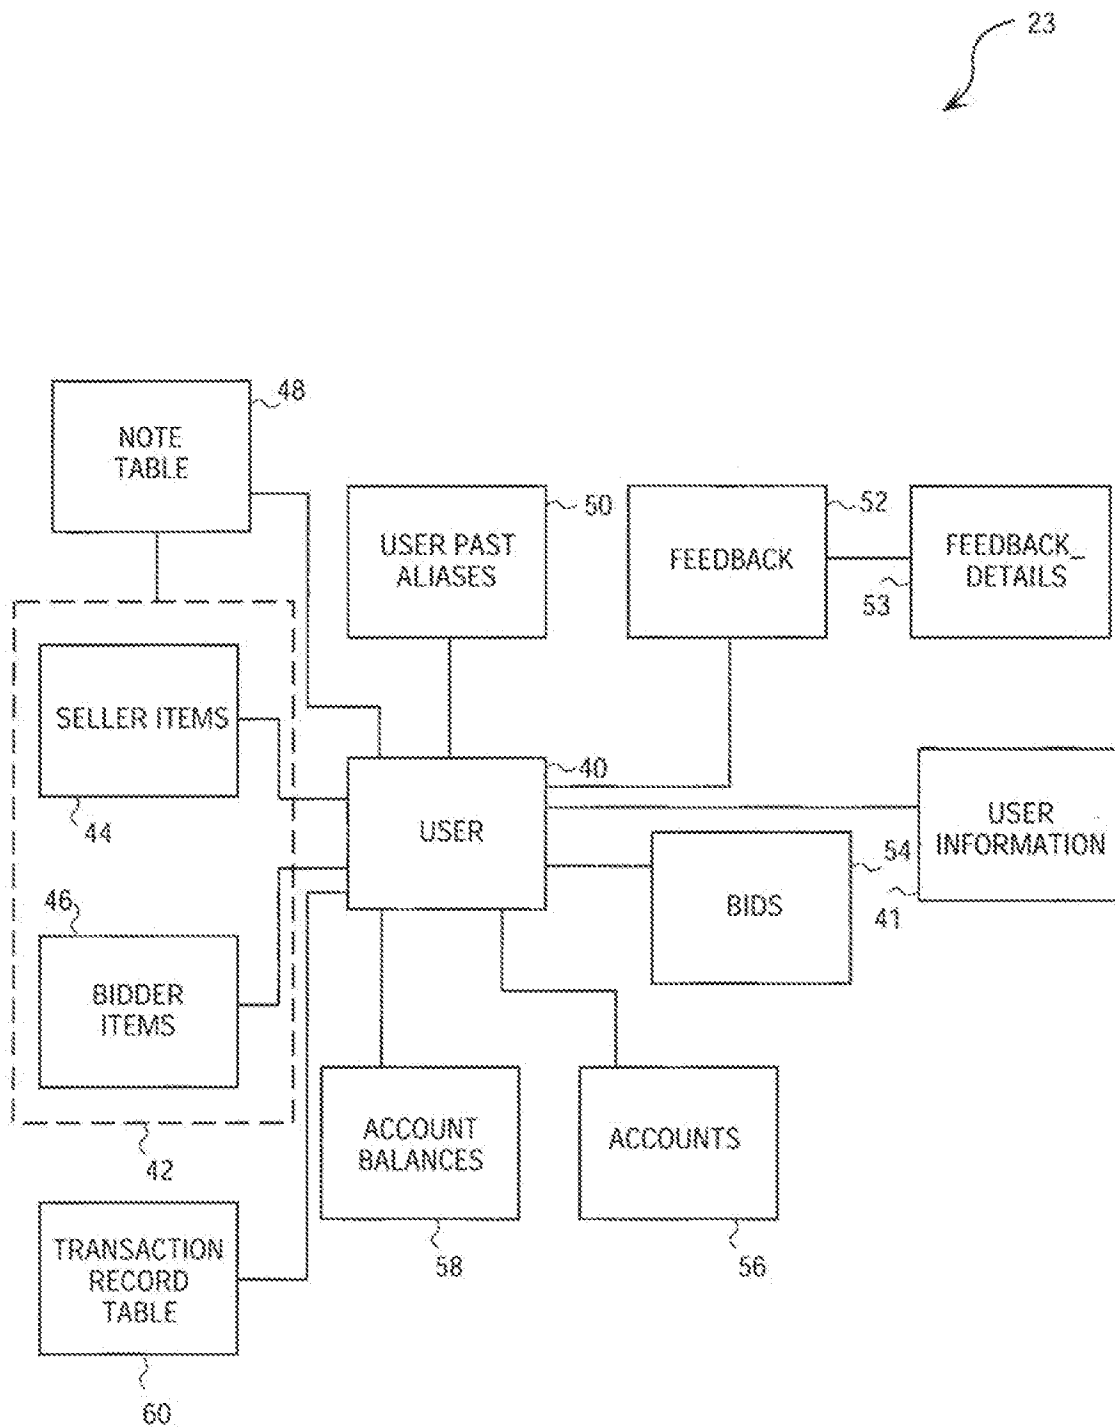 23
48
NOTE
TABLE
50
USER PAST
ALIASES
52
FEEDBACK
FEEDBACK_
DETAILS
53
SELLER ITEMS
44
40
USER
USER
INFORMATION
41
54
BIDS
46
BIDDER
ITEMS
42
ACCOUNT
BALANCES
58
ACCOUNTS
56
TRANSACTION
RECORD
TABLE
60